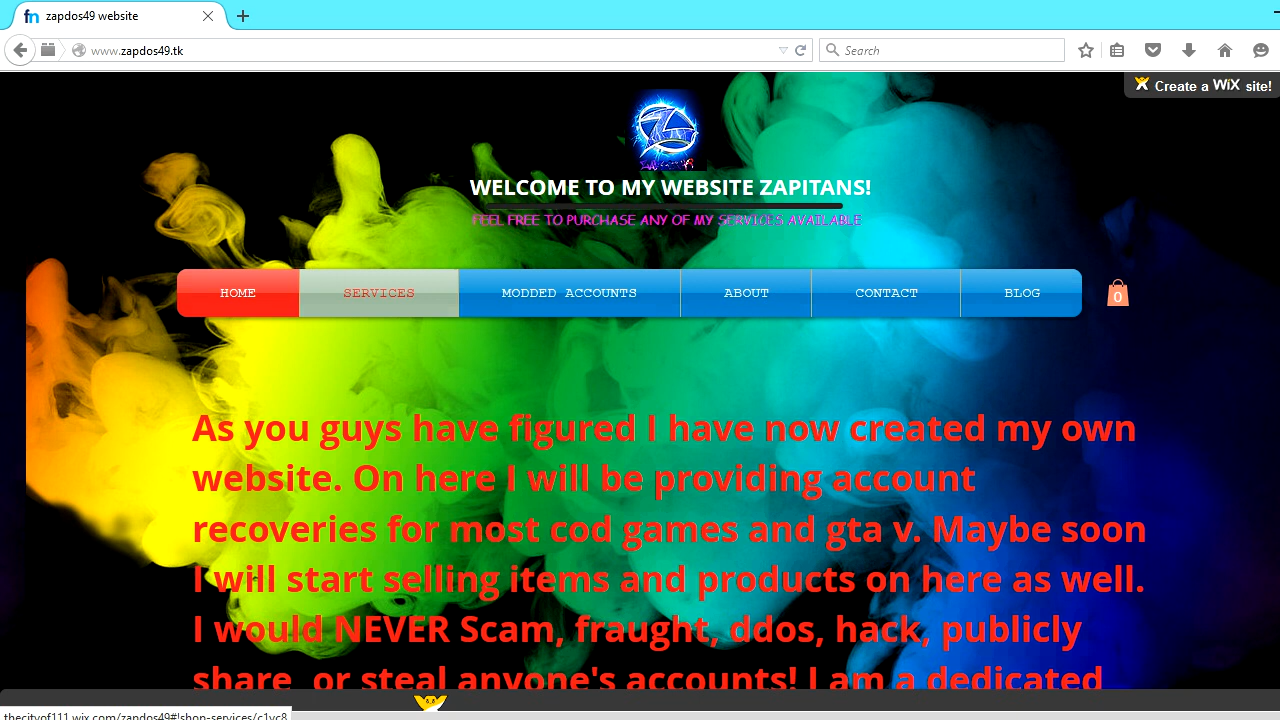 zapdos49 website
www.zapdos49.tk
Search
Create a WiX site!
WELCOME TO MY WEBSITE ZAPITANS!
FEEL FREE TO PURCHASE ANY OF MY SERVICES AVAILABLE
HOME SERVICES MODDED ACCOUNTS ABOUT CONTACT BLOG
0
As you guys have figured I have now created my own
website. On here I will be providing account
recoveries for most cod games and gta v. Maybe soon
I will start selling items and products on here as well.
I would NEVER Scam, fraught, ddos, hack, publicly
share or steal anyone's accounts! I am a dedicated
thecityof111.wix.com/zapdos49#!shop-services/c1yc8